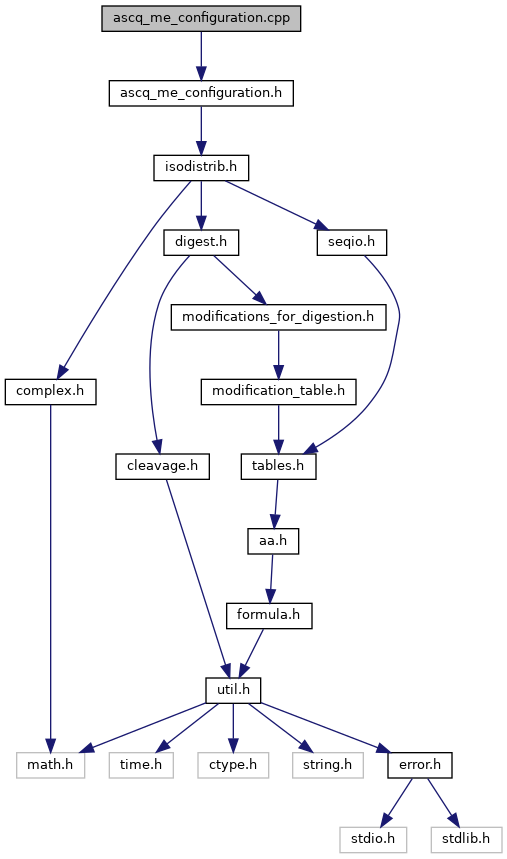 ascq_me_configuration.cpp
ascq_me_configuration.h
isodistrib.h
digest.h
seqio.h
modifications_for_digestion.h
complex.h
modification_table.h
cleavage.h
tables.h
aa.h
formula.h
util.h
math.h
time.h
ctype.h
string.h
error.h
stdio.h
stdlib.h